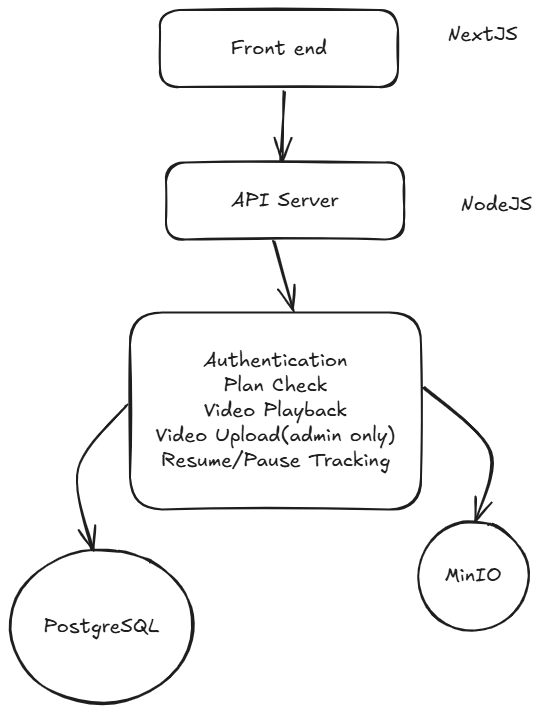 Front end
NextJS
API Server
NodeJS
Authentication
Plan Check
Video Playback
Video Upload(admin only)
Resume/Pause Tracking
PostgreSQL
MinIO